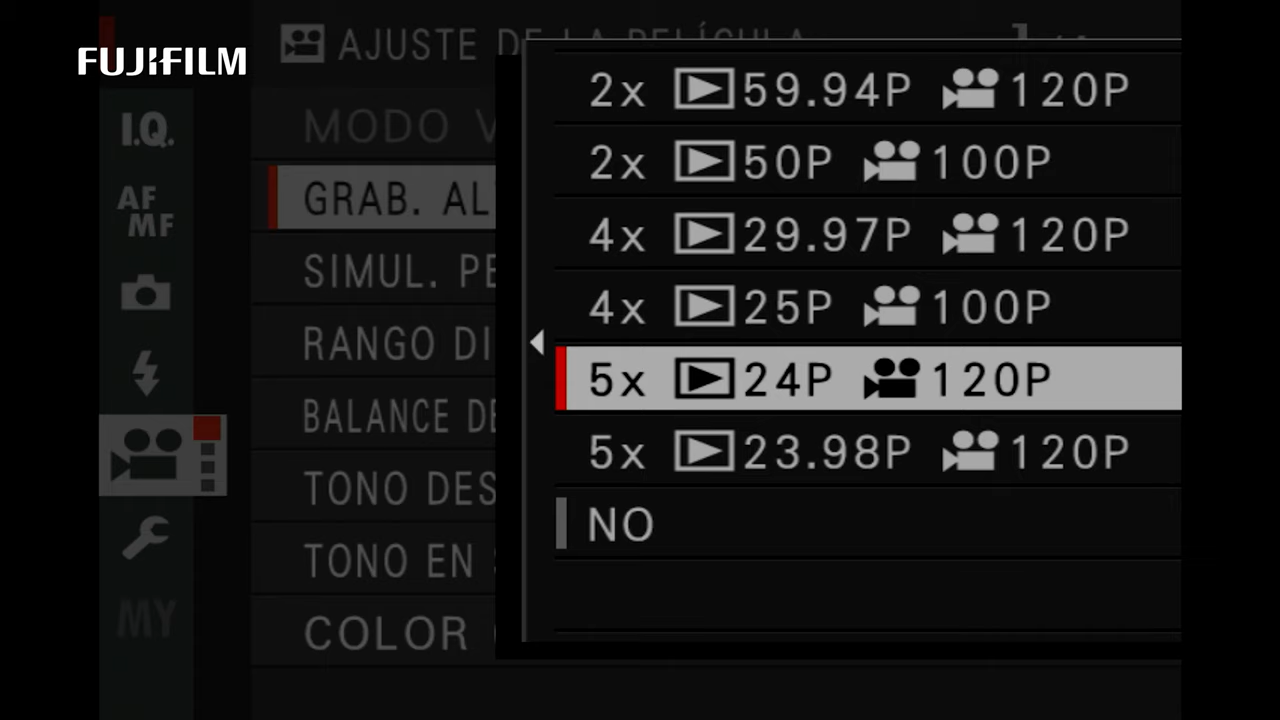 FUJIFILM
AJUSTE DE LA PELÍCULA
I.Q.
AF
MF
MY
MODO V
GRAB. AL
SIMUL. PE
RANGO DI
BALANCE DE
TONO DES
TONO EN
COLOR
2x 59.94P 120P
2x 50P 100P
4x 29.97P 120P
4x 25P 100P
5x 24P 120P
5x 23.98P 120P
NO